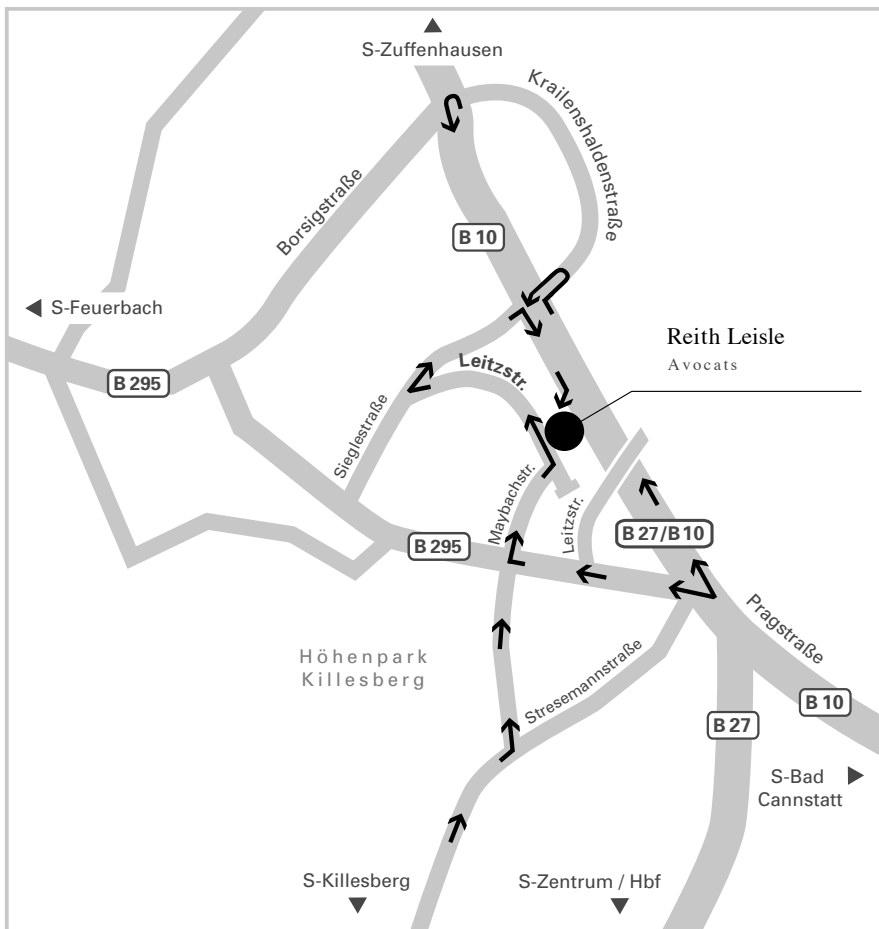 S-Zuffenhausen
Krailenshaldenstraße
Borsigstraße
B 10
S-Feuerbach
Reith Leisle
Avocats
Leitzstr.
B 295
Sieglestraße
Maybachstr.
Leitzstr.
B 27/B 10
B 295
Pragstraße
Höhenpark
Killesberg
Stresemannstraße
B 10
B 27
S-Bad
Cannstatt
S-Killesberg
S-Zentrum / Hbf